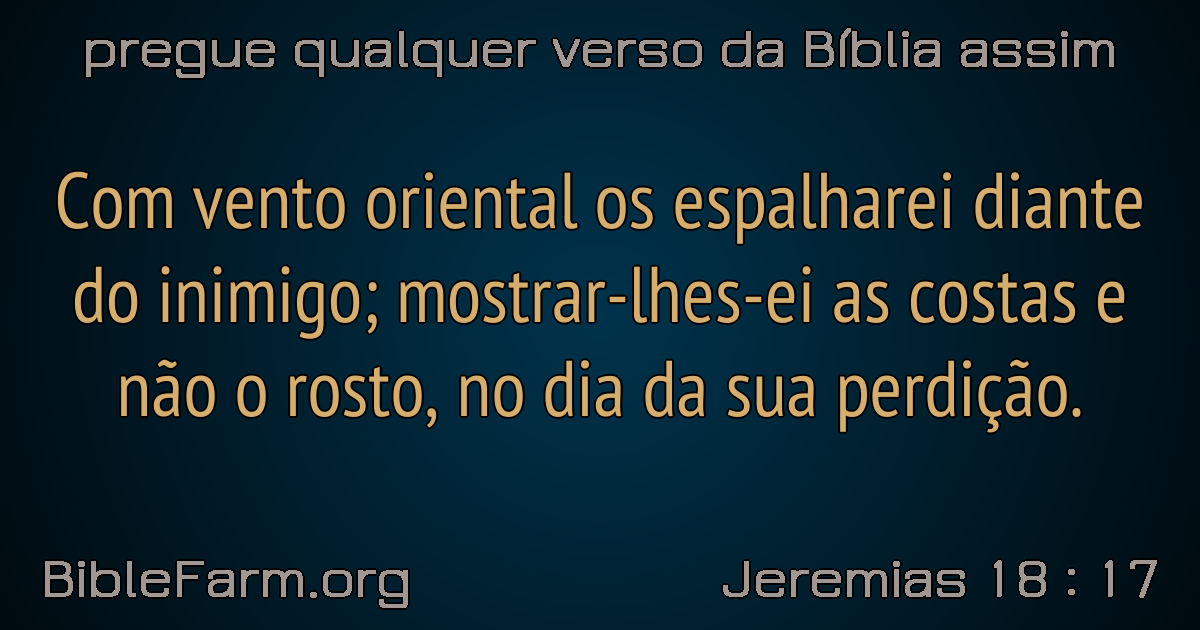 pregue qualquer verso da Bíblia assim
Com vento oriental os espalharei diante
do inimigo; mostrar-lhes-ei as costas e
não o rosto, no dia da sua perdição.
BibleFarm.org
Jeremias 18 : 17